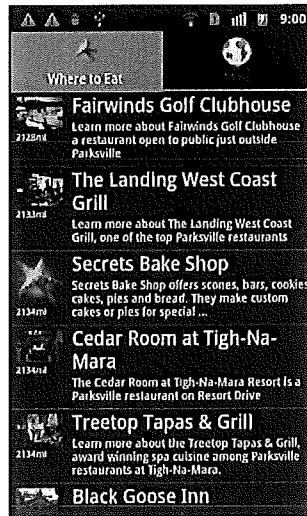 9:00
Where to Eat
Fairwinds Golf Clubhouse
Learn more about Fairwinds Golf Clubhouse
a restaurant open to public just outside
Parksville
2128mi
The Landing West Coast
Grill
Learn more about The Landing West Coast
Grill, one of the top Parksville restaurants
2133mi
Secrets Bake Shop
Secrets Bake Shop offers scones, bars, cookies
cakes, pies and bread. They make custom
cakes or pies for special ...
2134mi
Cedar Room at Tigh-Na-
Mara
The Cedar Room at Tigh-Na-Mara Resort is a
Parksville restaurant on Resort Drive
2134mi
Treetop Tapas & Grill
Learn more about the Treetop Tapas & Grill,
award winning spa cuisine among Parksville
restaurants at Tigh-Na-Mara.
2134mi
Black Goose Inn